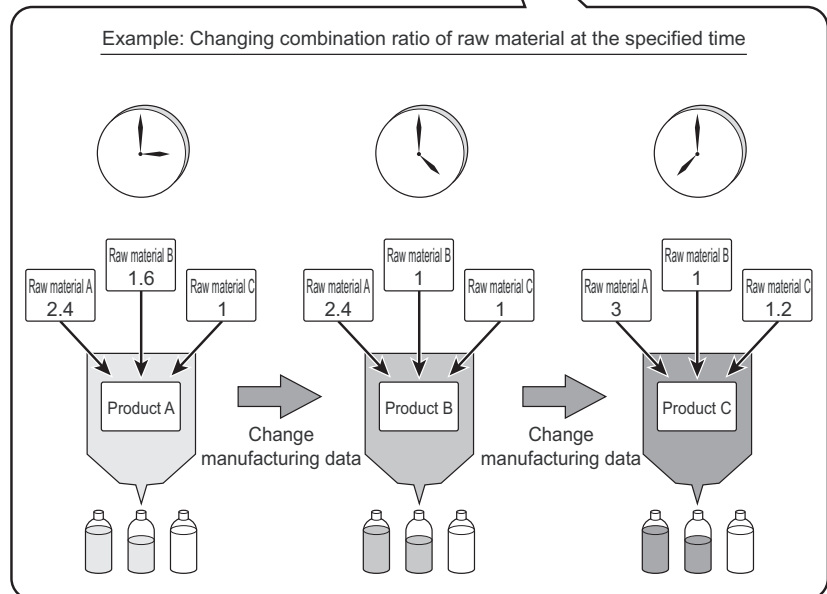 Example: Changing combination ratio of raw material at the specified time
Raw material A
2.4
Raw material B
1.6
Raw material C
1
Product A
Change
manufacturing data
Raw material A
2.4
Raw material B
1
Raw material C
1
Product B
Change
manufacturing data
Raw material A
3
Raw material B
1
Raw material C
1.2
Product C